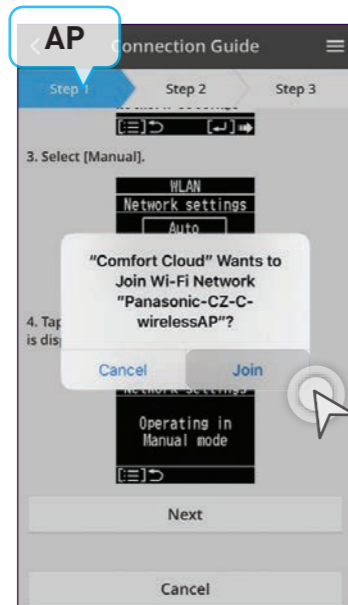 AP
Connection Guide
Step 1
Step 2
Step 3
3. Select [Manual].
WLAN
Network settings
Auto
"Comfort Cloud" Wants to
Join Wi-Fi Network
"Panasonic-CZ-C-
wirelessAP"?
4. Tap
is
Cancel
Join
Network settings
Operating in
Manual mode
Next
Cancel